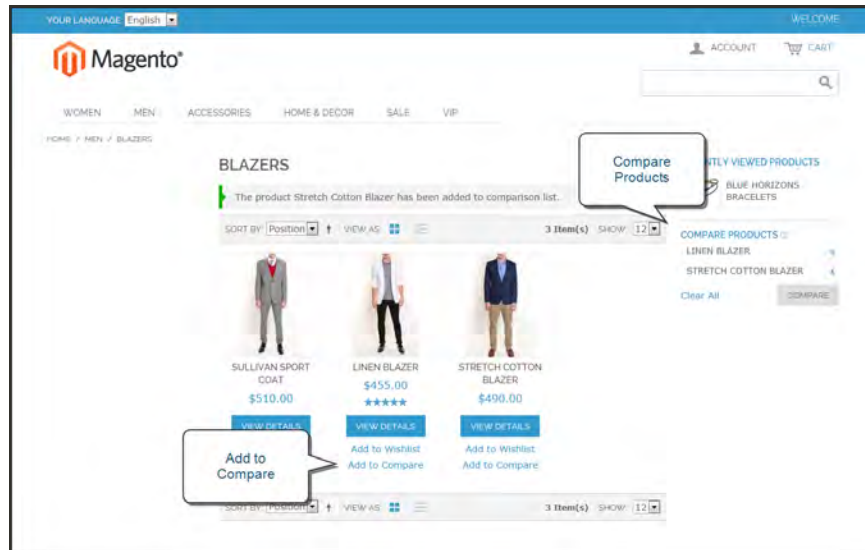 YOUR LANGUAGE: English WELCOME
Magento®
ACCOUNT CART
WOMEN MEN ACCESSORIES HOME & DECOR SALE VIP
HOME / MEN / BLAZERS
BLAZERS
The product Stretch Cotton Blazer has been added to comparison list.
SORT BY Position VIEW AS 3 Item(s) SHOW 12
SULLIVAN SPORT
COAT
$510.00
VIEW DETAILS
LINEN BLAZER
$455.00
VIEW DETAILS
Add to Wishlist
Add to Compare
STRETCH COTTON
BLAZER
$490.00
VIEW DETAILS
Add to Wishlist
Add to Compare
Add to
Compare
SORT BY Position VIEW AS 3 Item(s) SHOW 12
Compare
Products
VIEWED PRODUCTS
BLUE HORIZONS
BRACELETS
COMPARE PRODUCTS
LINEN BLAZER
STRETCH COTTON BLAZER
Clear All COMPARE